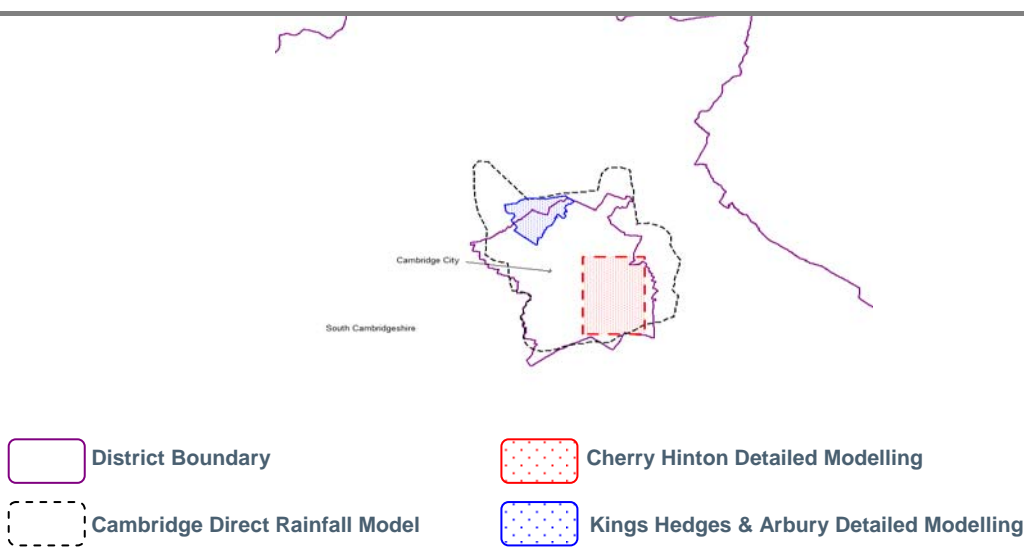 Cambridge City
South Cambridgeshire
District Boundary
Cherry Hinton Detailed Modelling
Cambridge Direct Rainfall Model
Kings Hedges & Arbury Detailed Modelling